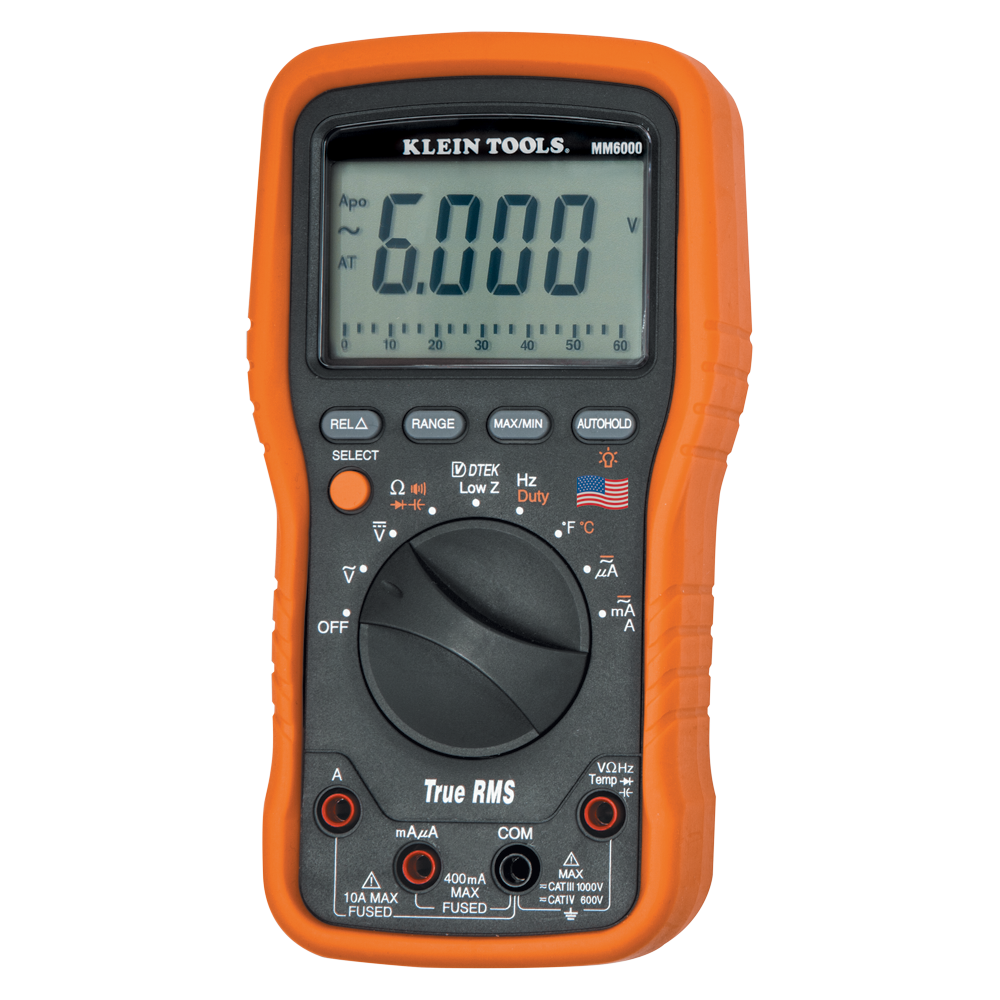 KLEIN TOOLS. MM6000
Apo
6.000 V
~
AT
0 10 20 30 40 50 60
REL△ RANGE MAX/MIN AUTOHOLD
SELECT
V DTEK
Low Z
Hz
Duty
Ω
V
°F °C
V
μA
OFF
mA
A
True RMS
A
VΩHz
Temp
mAμA
COM
10A MAX
FUSED
400mA
MAX
FUSED
MAX
CAT III 1000V
CAT IV 600V